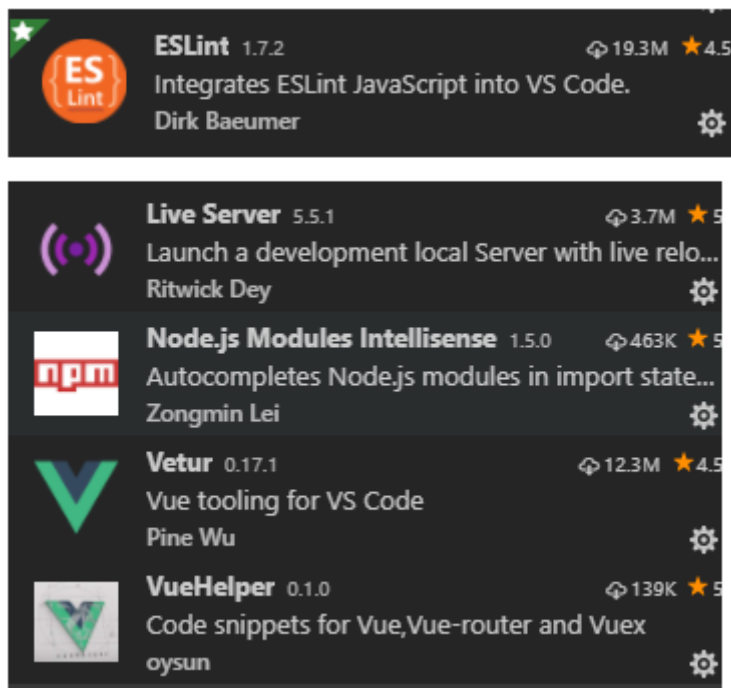 ES
Lint
ESLint 1.7.2 19.3M 4.5
Integrates ESLint JavaScript into VS Code.
Dirk Baeumer
Live Server 5.5.1 3.7M 5
Launch a development local Server with live relo...
Ritwick Dey
npm
Node.js Modules Intellisense 1.5.0 463K 5
Autocompletes Node.js modules in import state...
Zongmin Lei
Vetur 0.17.1 12.3M 4.5
Vue tooling for VS Code
Pine Wu
VueHelper 0.1.0 139K 5
Code snippets for Vue,Vue-router and Vuex
oysun